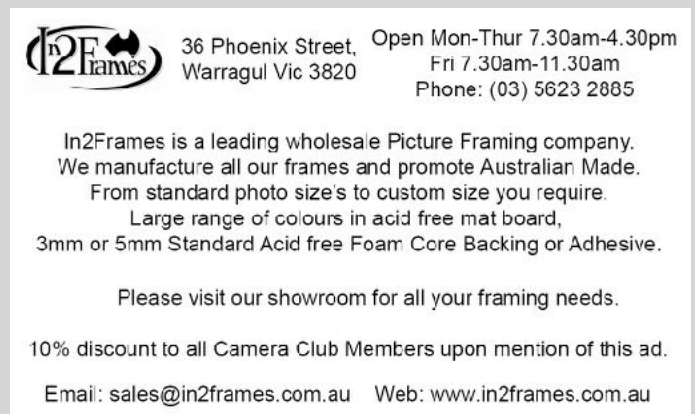 In2Frames
36 Phoenix Street,
Warragul Vic 3820
Open Mon-Thur 7.30am-4.30pm
Fri 7.30am-11.30am
Phone: (03) 5623 2885
In2Frames is a leading wholesale Picture Framing company.
We manufacture all our frames and promote Australian Made.
From standard photo size's to custom size you require.
Large range of colours in acid free mat board,
3mm or 5mm Standard Acid free Foam Core Backing or Adhesive.
Please visit our showroom for all your framing needs.
10% discount to all Camera Club Members upon mention of this ad.
Email: sales@in2frames.com.au Web: www.in2frames.com.au